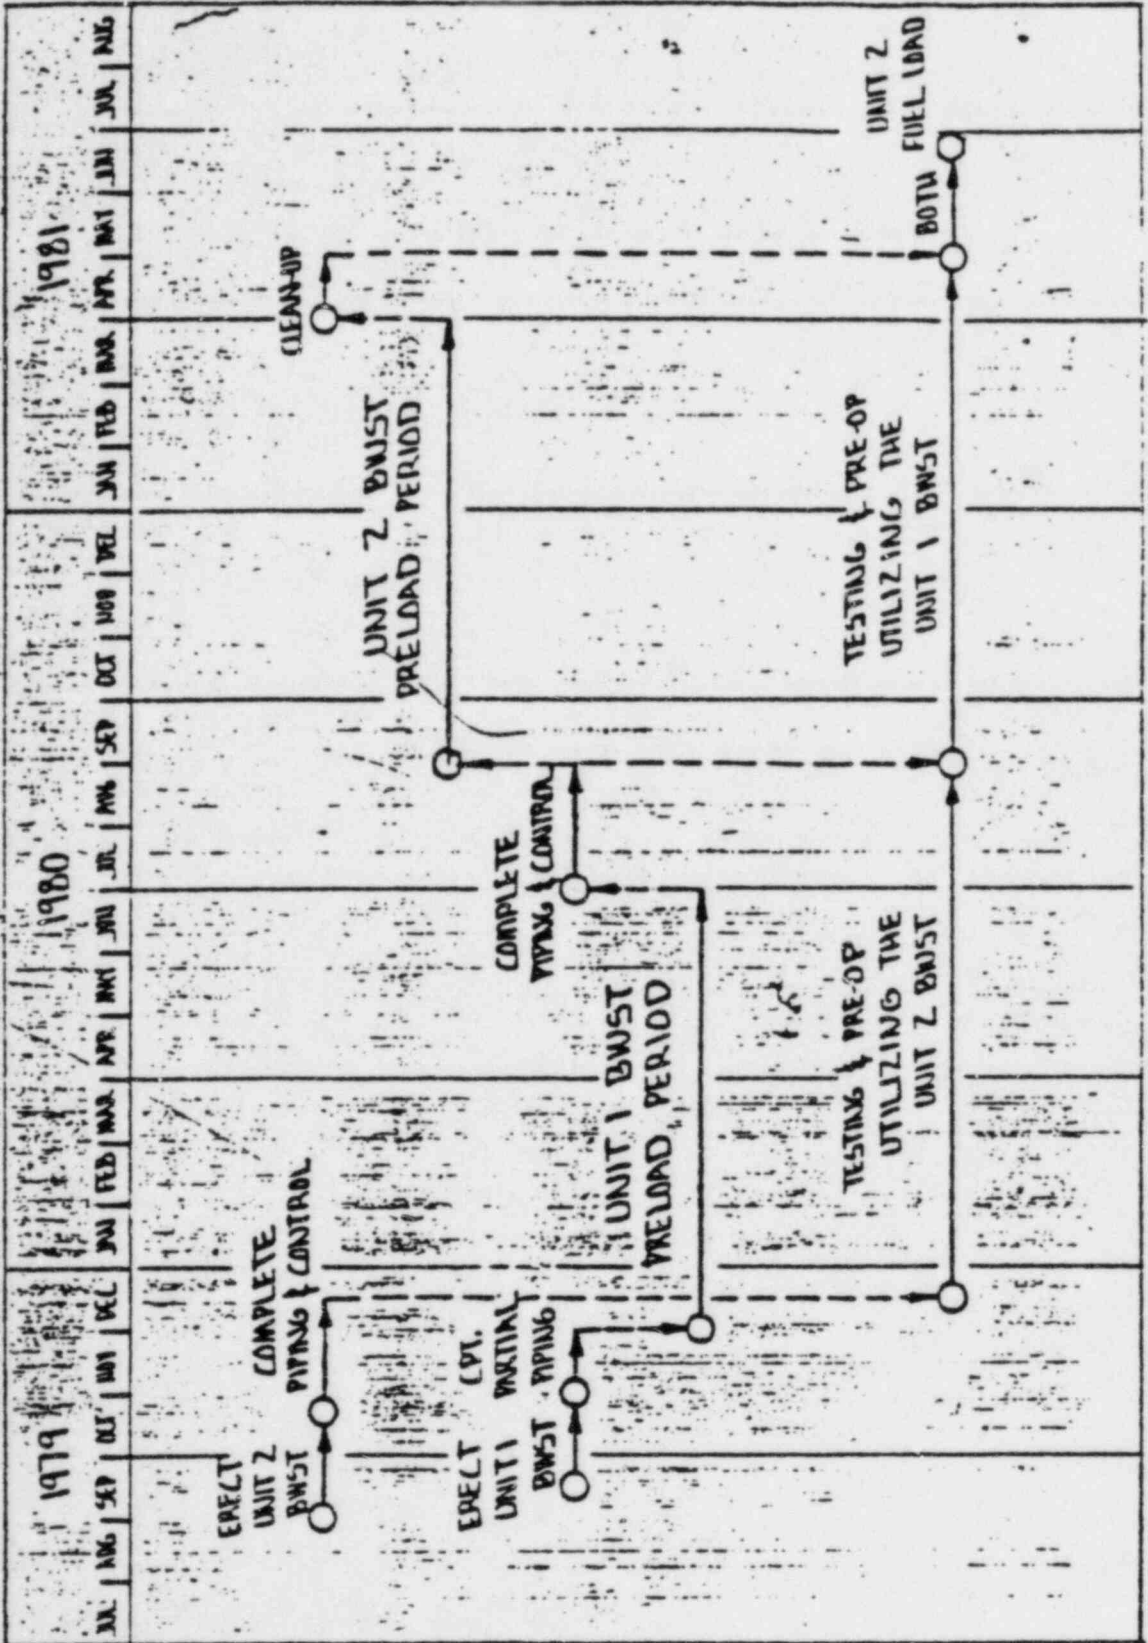 1979
1980
1981
JUL AUG SEP OCT NOV DEC JAN FEB MAR APR MAY JUN JUL AUG SEP OCT NOV DEC JAN FEB MAR APR MAY JUN JUL AUG
ERECT
UNIT 2
BWST
COMPLETE
PIPING & CONTROL
CLEAN-UP
UNIT 2 BWST
PRELOAD PERIOD
ERECT
UNIT 1
BWST
CPT.
PARTIAL
PIPING
COMPLETE
PIPING & CONTROL
UNIT 1 BWST
PRELOAD PERIOD
TESTING & PRE-OP
UTILIZING THE
UNIT 2 BWST
TESTING & PRE-OP
UTILIZING THE
UNIT 1 BWST
BOTH
UNIT 2
FUEL LOAD